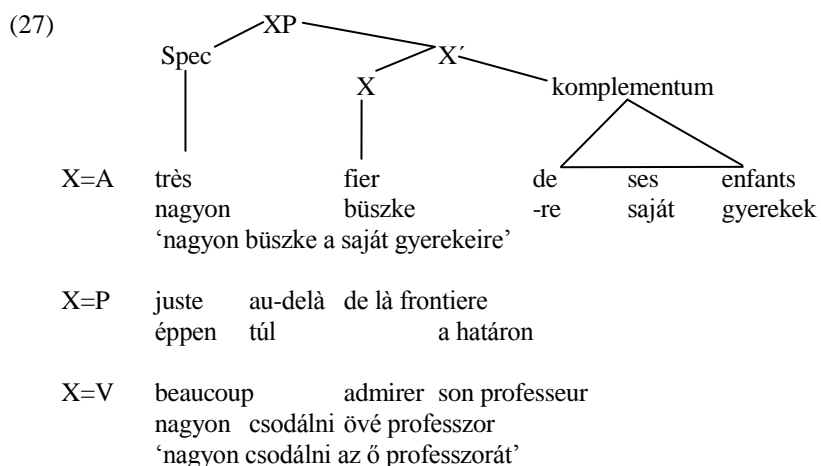 (27) XP
Spec X´
X komplementum
X=A très fier de ses enfants
nagyon büszke -re saját gyerekek
‘nagyon büszke a saját gyerekeire’
X=P juste au-delà de là frontiere
éppen túl a határon
X=V beaucoup admirer son professeur
nagyon csodálni övé professzor
‘nagyon csodálni az ő professzorát’